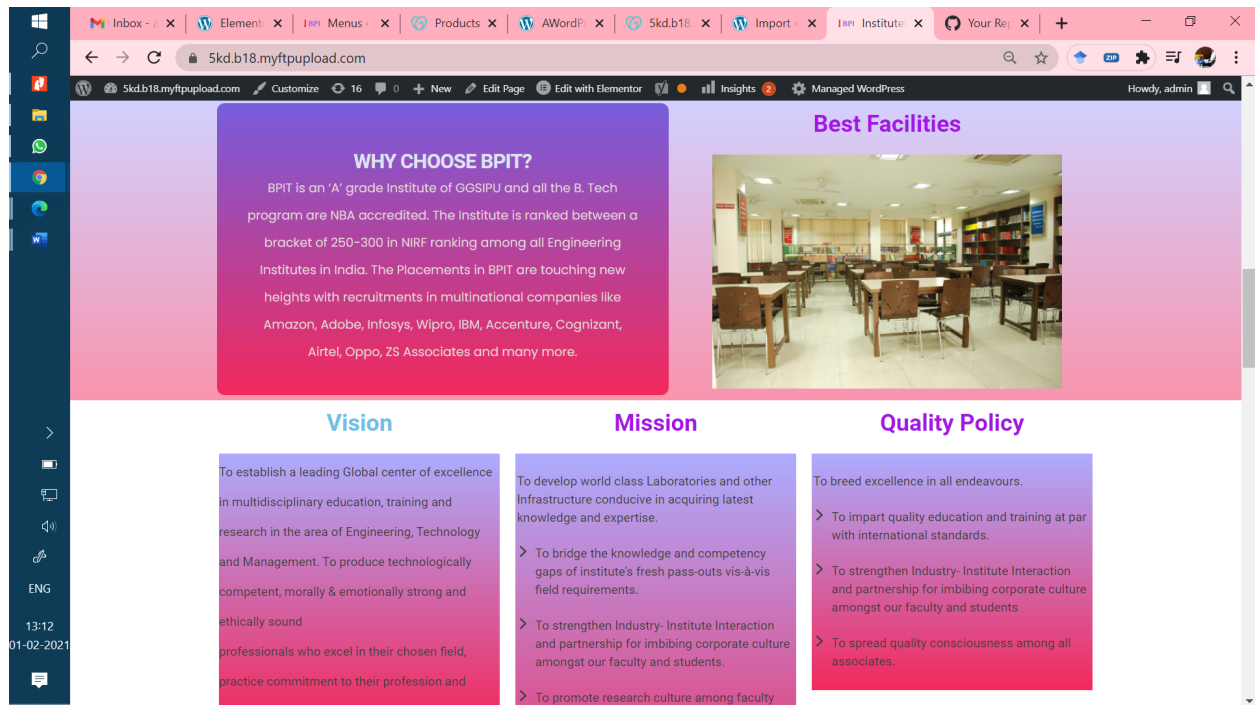 Inbox - a
Element
JBPI Menus
Products
AWordP
5kd.b18.
Import
JBPI Institute
Your Rep
5kd.b18.myftpupload.com
ZIP
5kd.b18.myftpupload.com Customize 16 0 New Edit Page Edit with Elementor Insights 2 Managed WordPress Howdy, admin
WHY CHOOSE BPIT?
BPIT is an ‘A’ grade Institute of GGSIPU and all the B. Tech
program are NBA accredited. The Institute is ranked between a
bracket of 250-300 in NIRF ranking among all Engineering
Institutes in India. The Placements in BPIT are touching new
heights with recruitments in multinational companies like
Amazon, Adobe, Infosys, Wipro, IBM, Accenture, Cognizant,
Airtel, Oppo, ZS Associates and many more.
Best Facilities
Vision
To establish a leading Global center of excellence
in multidisciplinary education, training and
research in the area of Engineering, Technology
and Management. To produce technologically
competent, morally & emotionally strong and
ethically sound
professionals who excel in their chosen field,
practice commitment to their profession and
Mission
To develop world class Laboratories and other
Infrastructure conducive in acquiring latest
knowledge and expertise.
To bridge the knowledge and competency
gaps of institute's fresh pass-outs vis-à-vis
field requirements.
To strengthen Industry- Institute Interaction
and partnership for imbibing corporate culture
amongst our faculty and students.
To promote research culture among faculty
Quality Policy
To breed excellence in all endeavours.
To impart quality education and training at par
with international standards.
To strengthen Industry- Institute Interaction
and partnership for imbibing corporate culture
amongst our faculty and students
To spread quality consciousness among all
associates.
ENG
13:12
01-02-2021